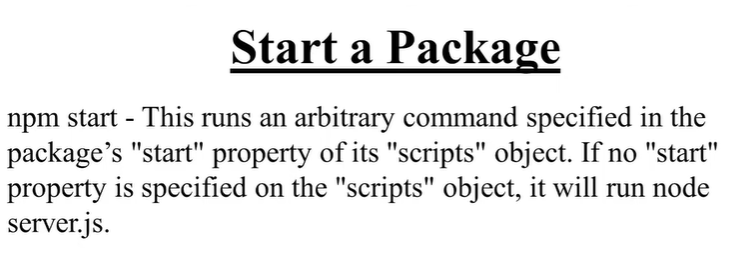 Start a Package
npm start - This runs an arbitrary command specified in the
package’s "start" property of its "scripts" object. If no "start"
property is specified on the "scripts" object, it will run node
server.js.